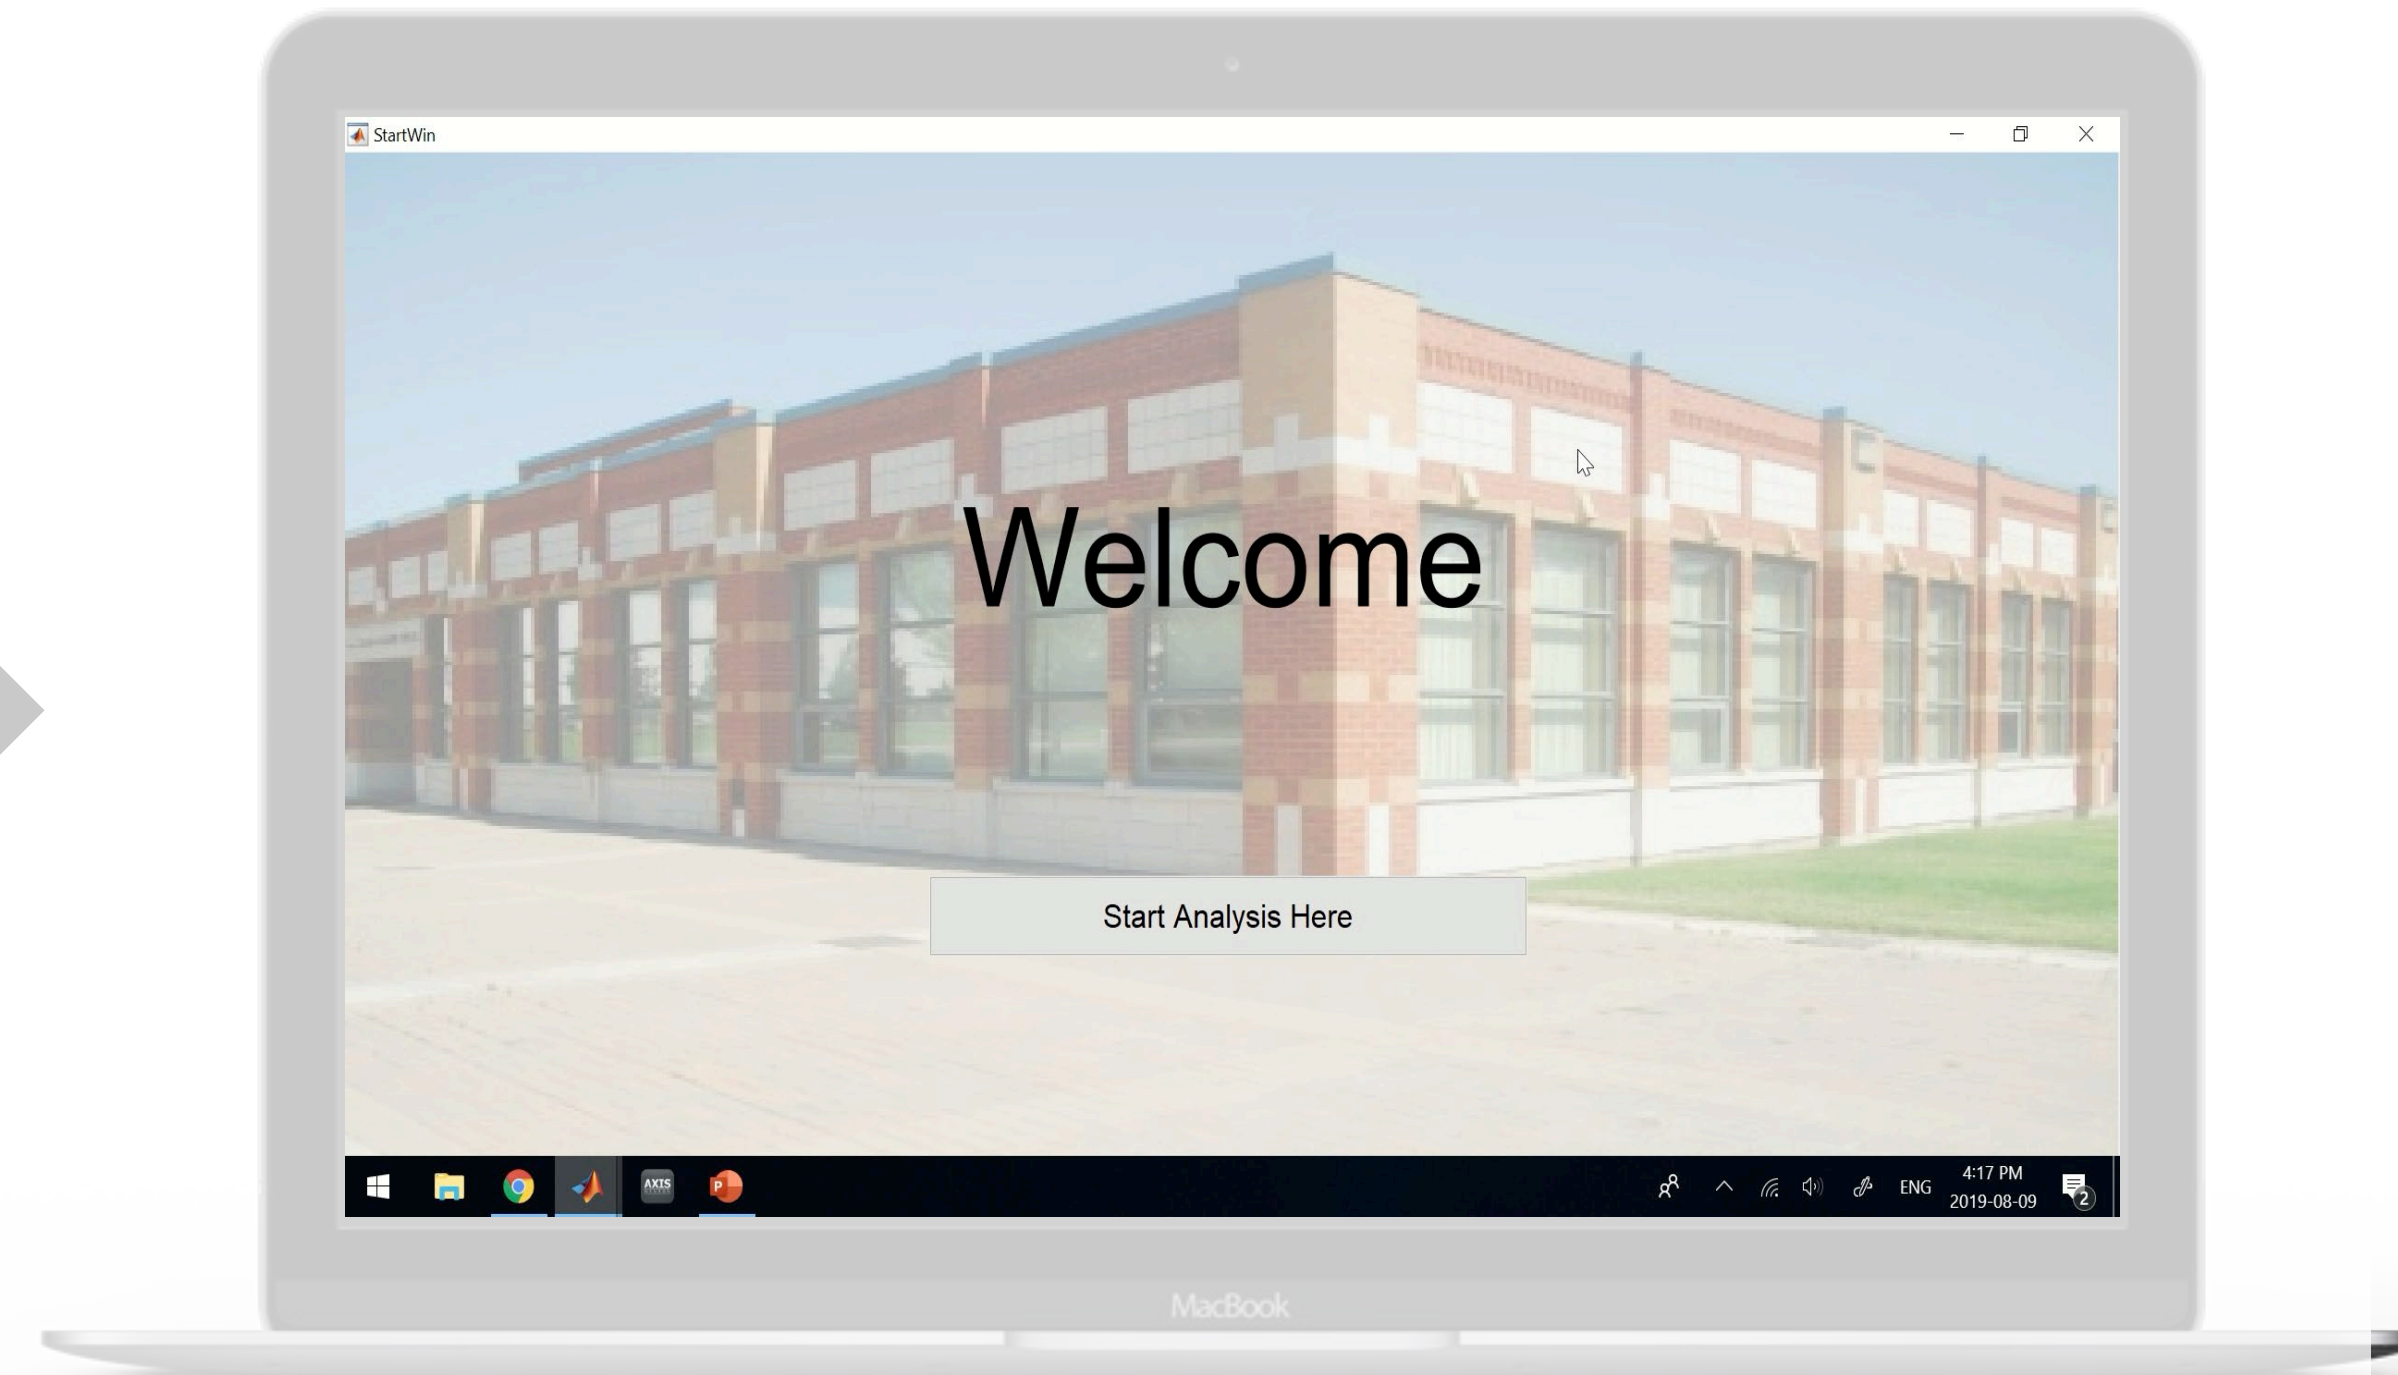 StartWin
Welcome
Start Analysis Here
AXIS
P
ENG
4:17 PM
2019-08-09
2
MacBook